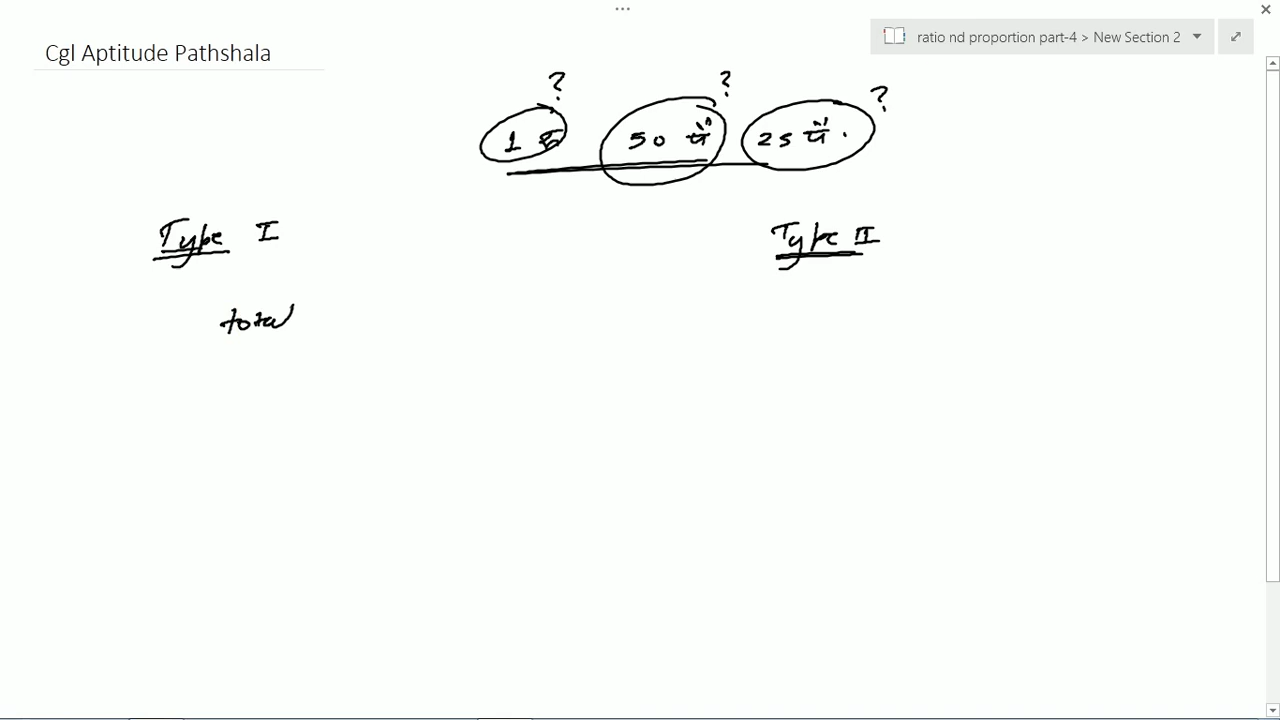 Cgl Aptitude Pathshala
ratio nd proportion part-4 > New Section 2
? ? ?
1 रु 50 पै 25 पै.
Type I Type II
total